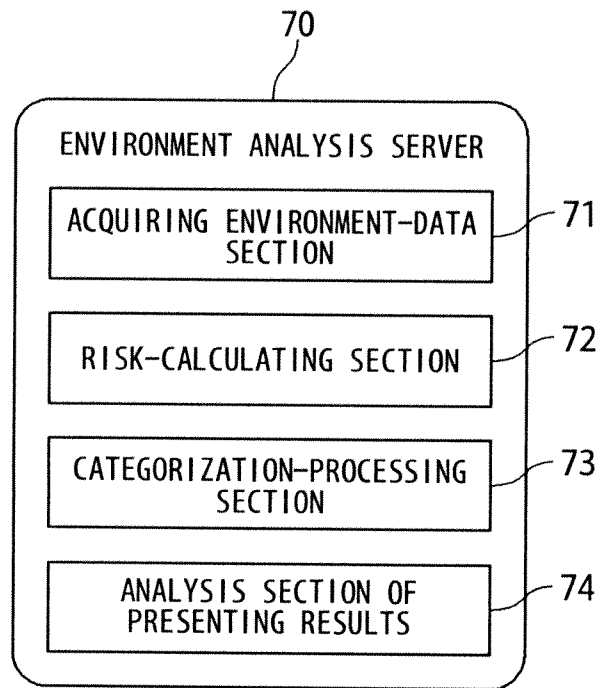 70
ENVIRONMENT ANALYSIS SERVER
ACQUIRING ENVIRONMENT-DATA
SECTION
71
RISK-CALCULATING SECTION
72
CATEGORIZATION-PROCESSING
SECTION
73
ANALYSIS SECTION OF
PRESENTING RESULTS
74